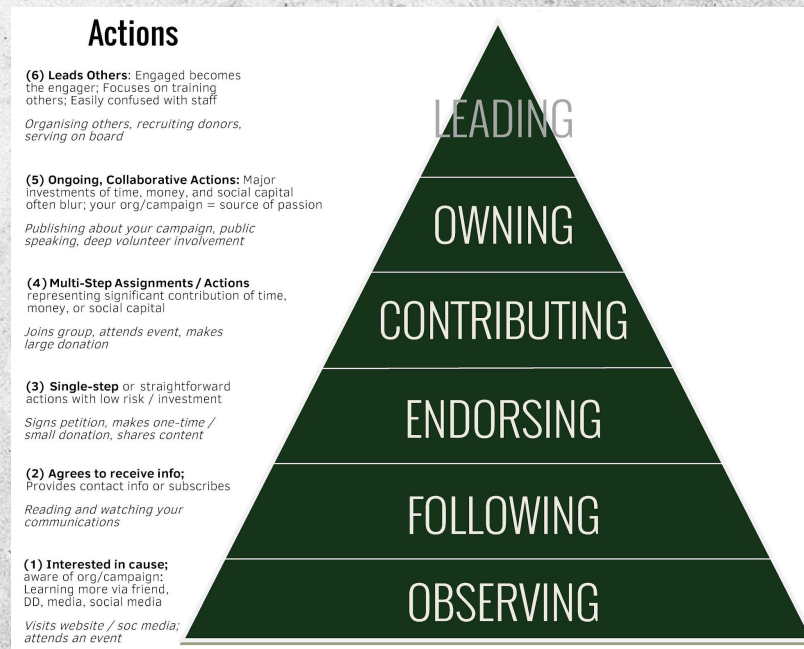 Actions
(6) Leads Others: Engaged becomes
the engager; Focuses on training
others; Easily confused with staff
Organising others, recruiting donors,
serving on board
(5) Ongoing, Collaborative Actions: Major
investments of time, money, and social capital
often blur; your org/campaign = source of passion
Publishing about your campaign, public
speaking, deep volunteer involvement
(4) Multi-Step Assignments / Actions
representing significant contribution of time,
money, or social capital
Joins group, attends event, makes
large donation
(3) Single-step or straightforward
actions with low risk / investment
Signs petition, makes one-time /
small donation, shares content
(2) Agrees to receive info;
Provides contact info or subscribes
Reading and watching your
communications
(1) Interested in cause;
aware of org/campaign:
Learning more via friend,
DD, media, social media
Visits website / soc media;
attends an event
LEADING
OWNING
CONTRIBUTING
ENDORSING
FOLLOWING
OBSERVING